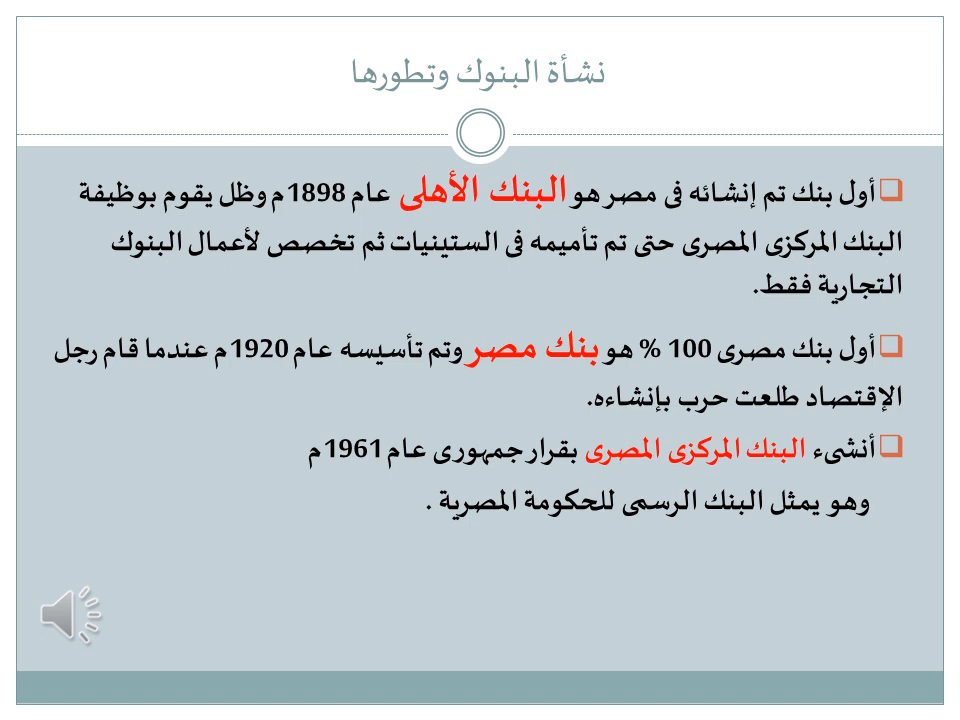 نشأة البنوك وتطورها
أول بنك تم إنشائه فى مصر هو البنك الأهلى عام 1898م وظل يقوم بوظيفة
البنك المركزى المصرى حتى تم تأميمه فى الستينيات ثم تخصص لأعمال البنوك
التجارية فقط.
أول بنك مصرى 100 % هو بنك مصر وتم تأسيسه عام 1920م عندما قام رجل
الإقتصاد طلعت حرب بإنشاءه.
أنشىء البنك المركزى المصرى بقرار جمهورى عام 1961م
وهو يمثل البنك الرسمى للحكومة المصرية .